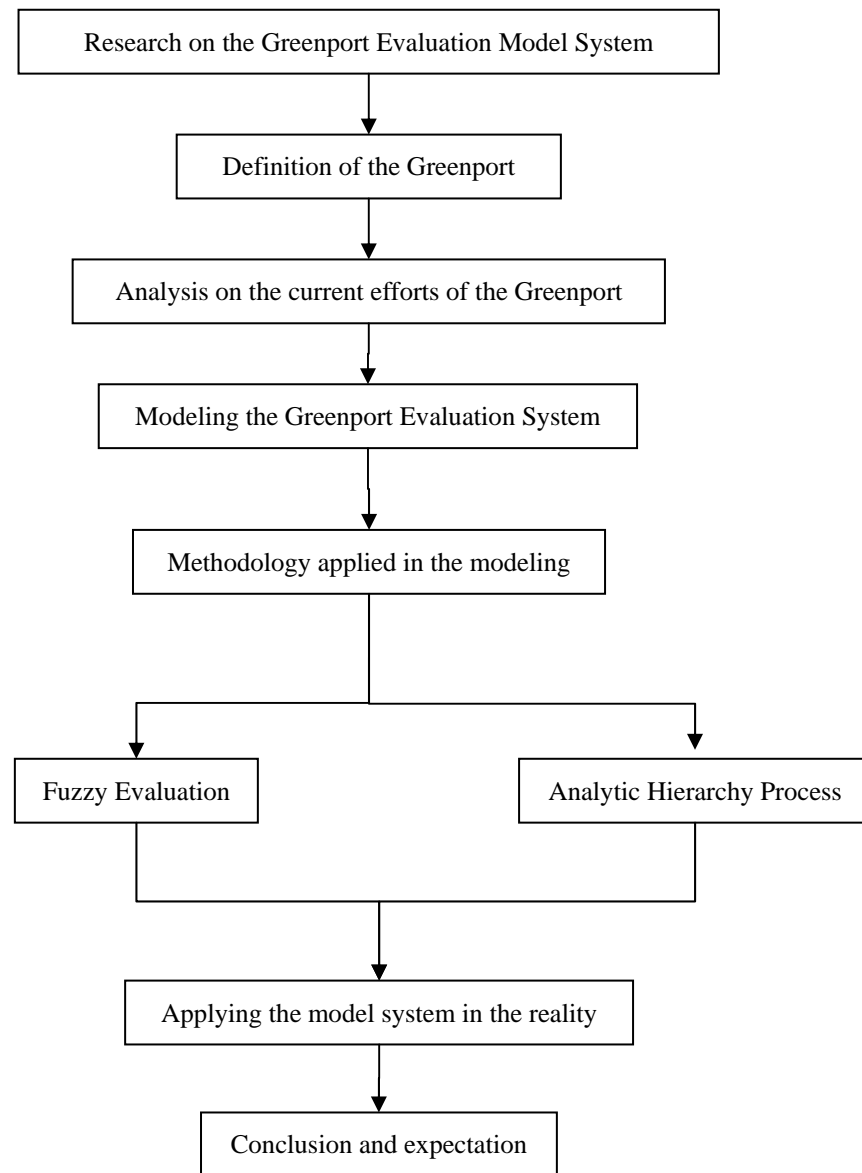 Research on the Greenport Evaluation Model System
Definition of the Greenport
Analysis on the current efforts of the Greenport
Modeling the Greenport Evaluation System
Methodology applied in the modeling
Fuzzy Evaluation
Analytic Hierarchy Process
Applying the model system in the reality
Conclusion and expectation